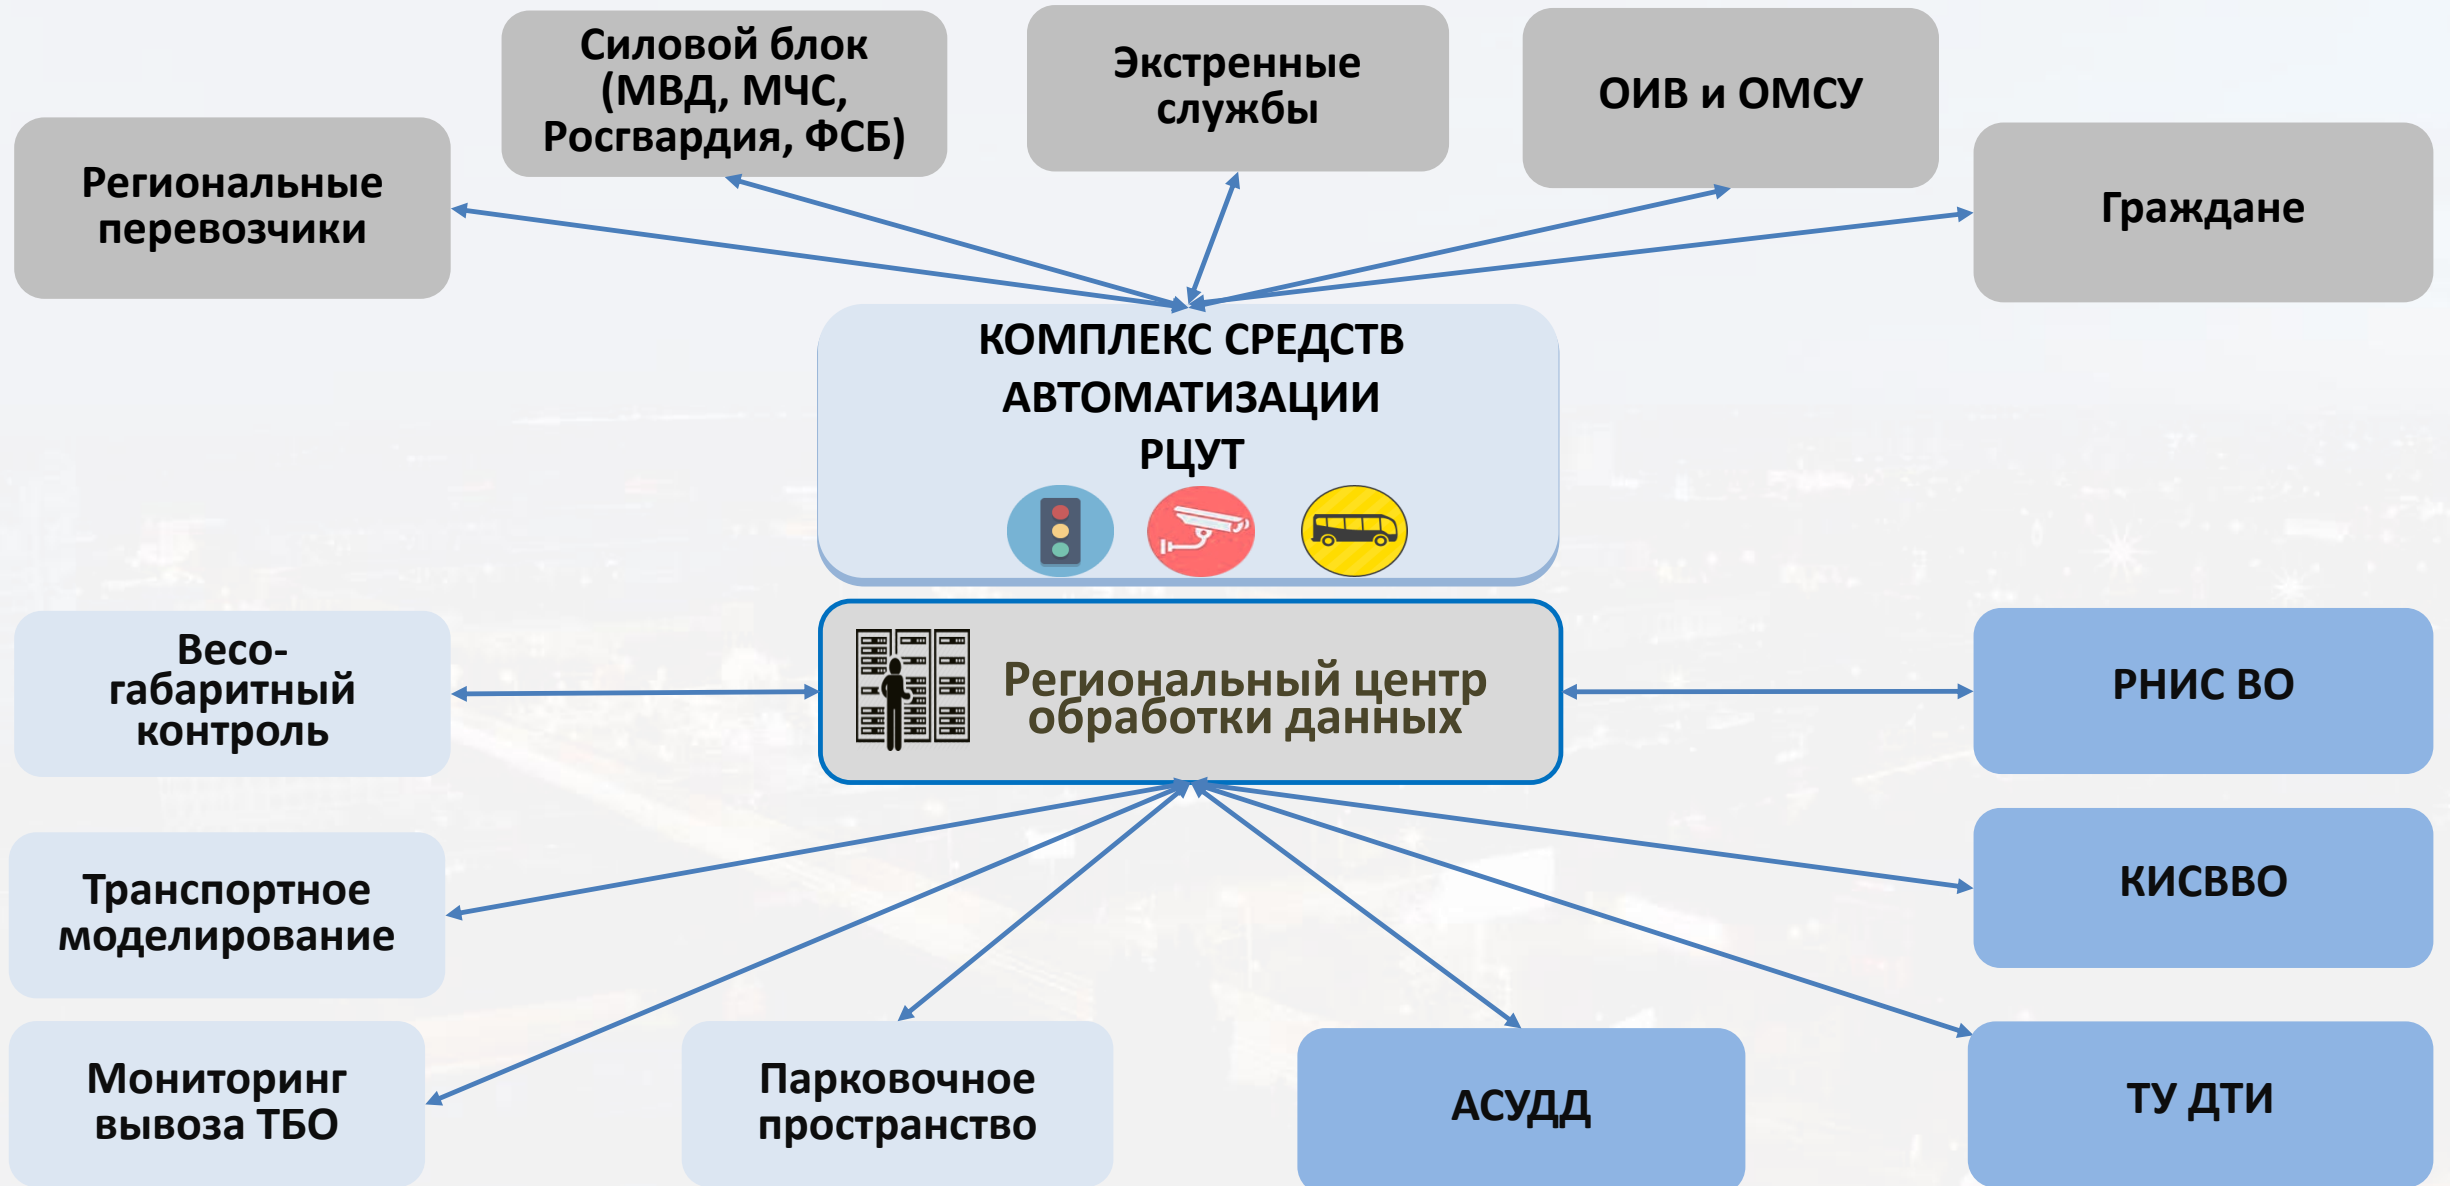 Силовой блок
(МВД, МЧС,
Росгвардия, ФСБ)
Экстренные
службы
ОИВ и ОМСУ
Региональные
перевозчики
Граждане
КОМПЛЕКС СРЕДСТВ
АВТОМАТИЗАЦИИ
РЦУТ
Весо-
габаритный
контроль
Региональный центр
обработки данных
РНИС ВО
Транспортное
моделирование
КИСВВО
Мониторинг
вывоза ТБО
Парковочное
пространство
АСУДД
ТУ ДТИ